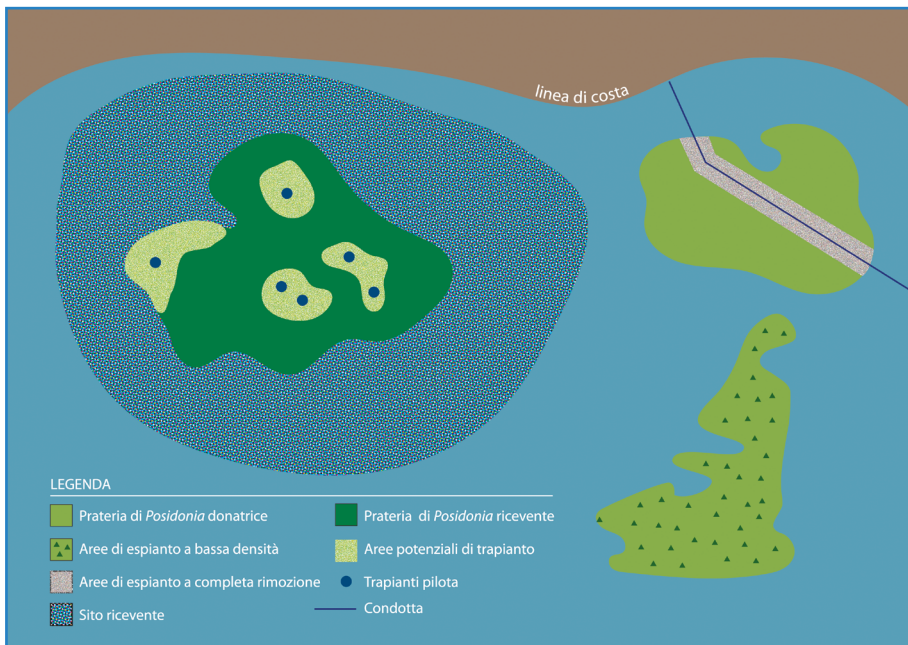 linea di costa
LEGENDA
Prateria di Posidonia donatrice
Aree di espianto a bassa densità
Aree di espianto a completa rimozione
Sito ricevente
Prateria di Posidonia ricevente
Aree potenziali di trapianto
Trapianti pilota
Condotta